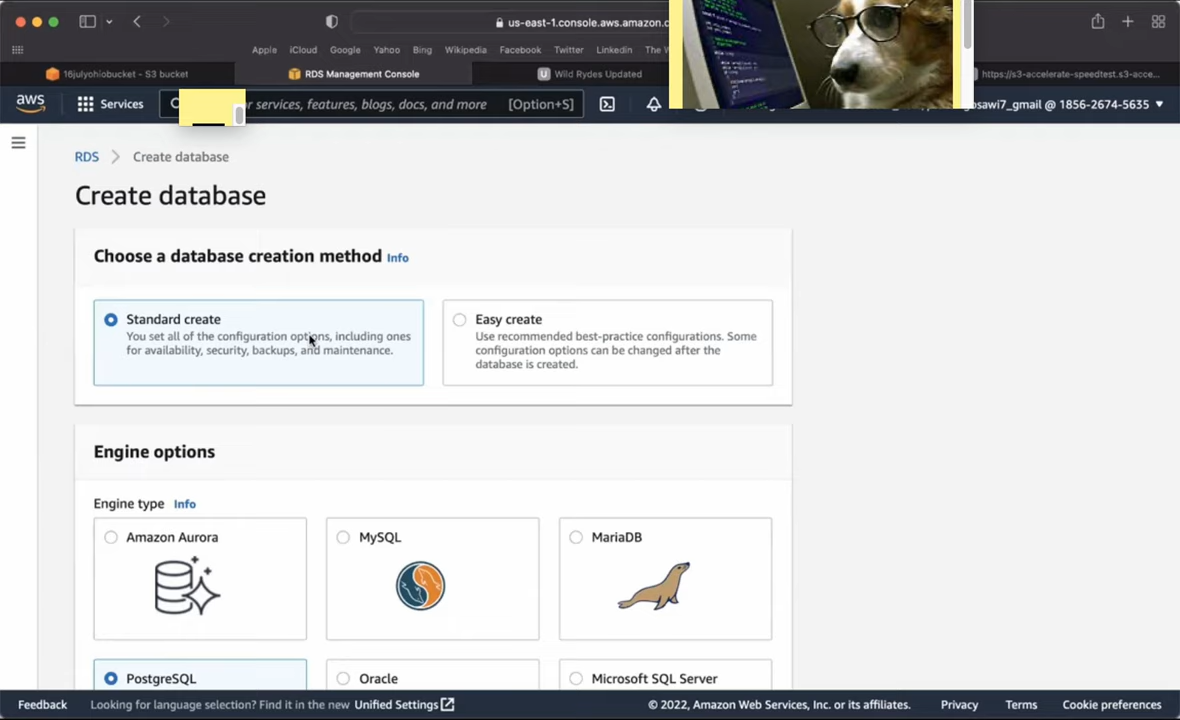 us-east-1.console.aws.amazon.c
Apple iCloud Google Yahoo Bing Wikipedia Facebook Twitter LinkedIn The W
16julyohiobucket - S3 bucket
RDS Management Console
Wild Rydes Updated
https://s3-accelerate-speedtest.s3-acce...
aws Services r services, features, blogs, docs, and more [Option+S]
osawi7_gmail @ 1856-2674-5635
RDS Create database
Create database
Choose a database creation method Info
Standard create
You set all of the configuration options, including ones
for availability, security, backups, and maintenance.
Easy create
Use recommended best-practice configurations. Some
configuration options can be changed after the
database is created.
Engine options
Engine type Info
Amazon Aurora
MySQL
MariaDB
PostgreSQL
Oracle
Microsoft SQL Server
Feedback Looking for language selection? Find it in the new Unified Settings © 2022, Amazon Web Services, Inc. or its affiliates. Privacy Terms Cookie preferences